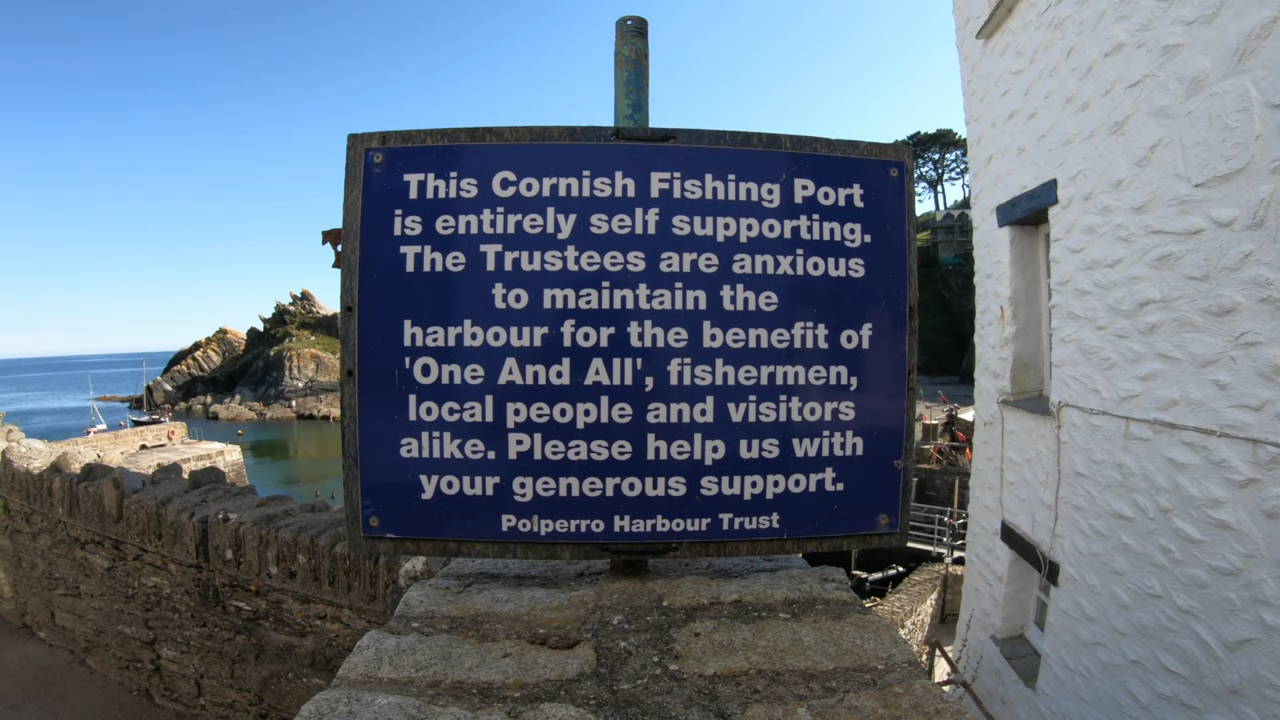 This Cornish Fishing Port
is entirely self supporting.
The Trustees are anxious
to maintain the
harbour for the benefit of
'One And All', fishermen,
local people and visitors
alike. Please help us with
your generous support.
Polperro Harbour Trust